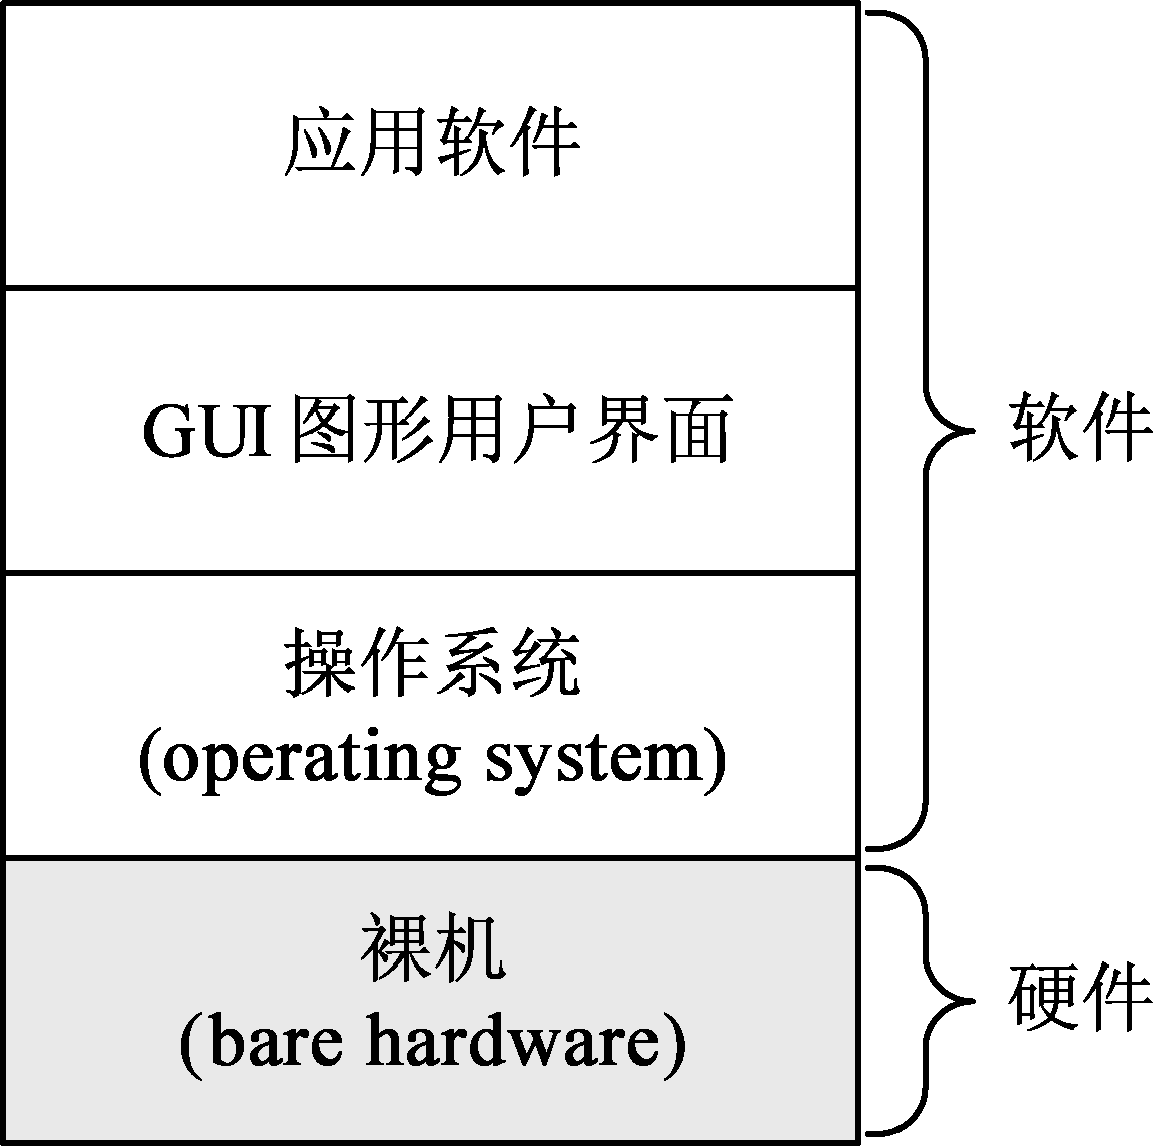 应用软件
GUI 图形用户界面
软件
操作系统
(operating system)
裸机
(bare hardware)
硬件